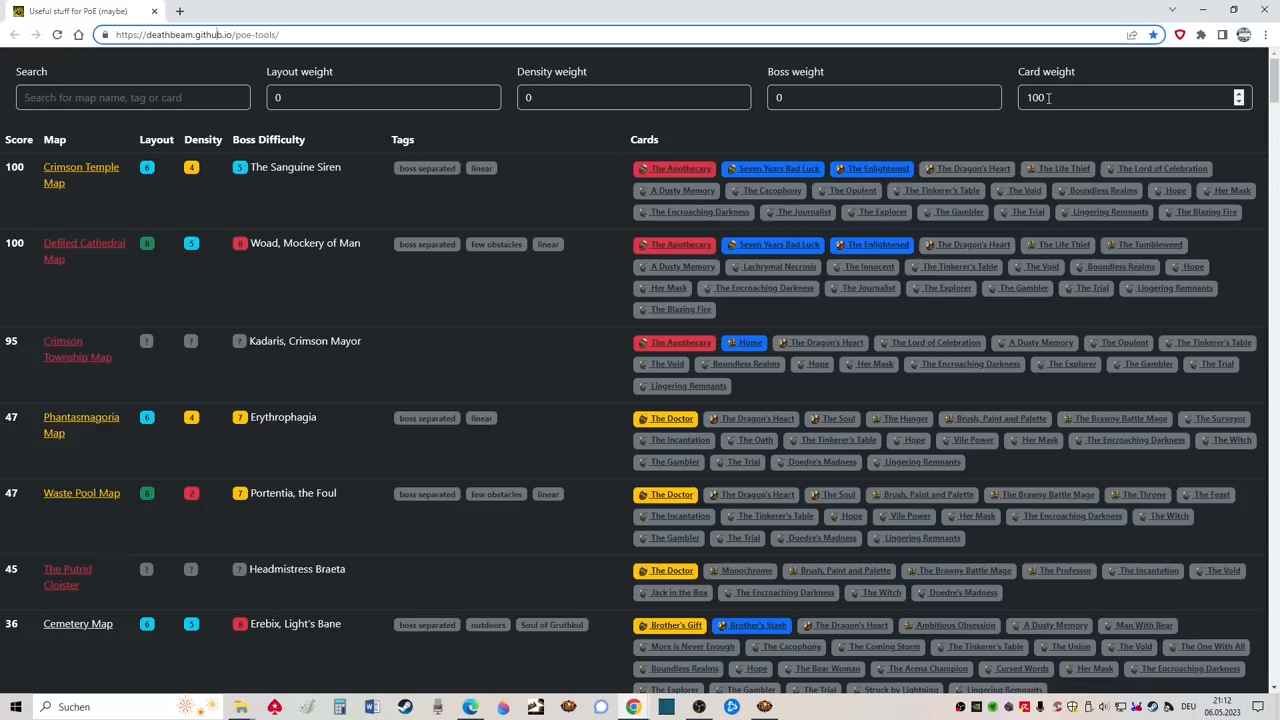 Useful stuff for PoE (maybe)
https://deathbeam.github.io/poe-tools/
Search Layout weight Density weight Boss weight Card weight
Search for map name, tag or card 0 0 0 100
Score Map Layout Density Boss Difficulty Tags Cards
100 Crimson Temple Map 6 4 5 The Sanguine Siren boss separated linear The Apothecary Seven Years Bad Luck The Enlightened The Dragon's Heart The Life Thief The Lord of Celebration
A Dusty Memory The Cacophony The Opulent The Tinkerer's Table The Void Boundless Realms Hope Her Mask
The Encroaching Darkness The Journalist The Explorer The Gambler The Trial Lingering Remnants The Blazing Fire
100 Defiled Cathedral Map 8 5 8 Woad, Mockery of Man boss separated few obstacles linear The Apothecary Seven Years Bad Luck The Enlightened The Dragon's Heart The Life Thief The Tumbleweed
A Dusty Memory Lachrymal Necrosis The Innocent The Tinkerer's Table The Void Boundless Realms Hope
Her Mask The Encroaching Darkness The Journalist The Explorer The Gambler The Trial Lingering Remnants
The Blazing Fire
95 Crimson Township Map ? ? ? Kadaris, Crimson Mayor The Apothecary Home The Dragon's Heart The Lord of Celebration A Dusty Memory The Opulent The Tinkerer's Table
The Void Boundless Realms Hope Her Mask The Encroaching Darkness The Explorer The Gambler The Trial
Lingering Remnants
47 Phantasmagoria Map 6 4 7 Erythrophagia boss separated linear The Doctor The Dragon's Heart The Soul The Hunger Brush, Paint and Palette The Brawny Battle Mage The Surveyor
The Incantation The Oath The Tinkerer's Table Hope Vile Power Her Mask The Encroaching Darkness The Witch
The Gambler The Trial Doedre's Madness Lingering Remnants
47 Waste Pool Map 8 2 7 Portentia, the Foul boss separated few obstacles linear The Doctor The Dragon's Heart The Soul Brush, Paint and Palette The Brawny Battle Mage The Throne The Feast
The Incantation The Tinkerer's Table Hope Vile Power Her Mask The Encroaching Darkness The Witch
The Gambler The Trial Doedre's Madness Lingering Remnants
45 The Putrid Cloister ? ? ? Headmistress Braeta The Doctor Monochrome Brush, Paint and Palette The Brawny Battle Mage The Professor The Incantation The Void
Jack in the Box The Encroaching Darkness The Witch Doedre's Madness
36 Cemetery Map 6 5 8 Erebix, Light's Bane boss separated outdoors Soul of Gruthkul Brother's Gift Brother's Stash The Dragon's Heart Ambitious Obsession A Dusty Memory Man With Bear
More is Never Enough The Cacophony The Coming Storm The Tinkerer's Table The Union The Void The One With All
Boundless Realms Hope The Bear Woman The Arena Champion Cursed Words Her Mask The Encroaching Darkness
The Explorer The Gambler The Trial Struck by Lightning Lingering Remnants
Suchen DEU 21:12
06.05.2023